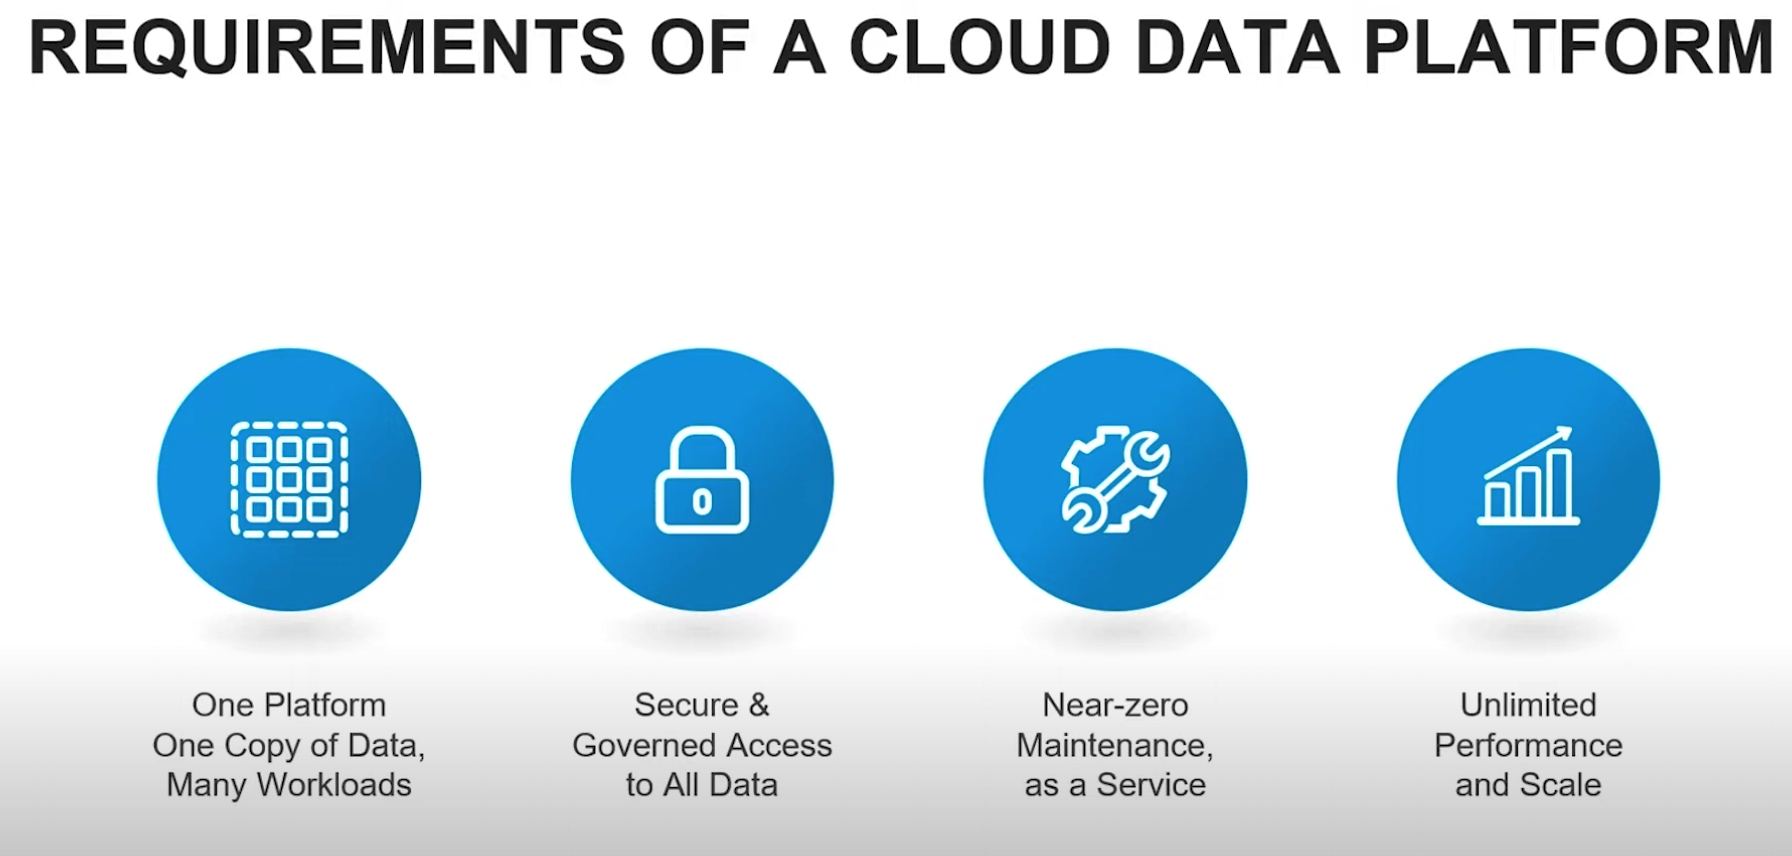 REQUIREMENTS OF A CLOUD DATA PLATFORM
One Platform
One Copy of Data,
Many Workloads
Secure &
Governed Access
to All Data
Near-zero
Maintenance,
as a Service
Unlimited
Performance
and Scale